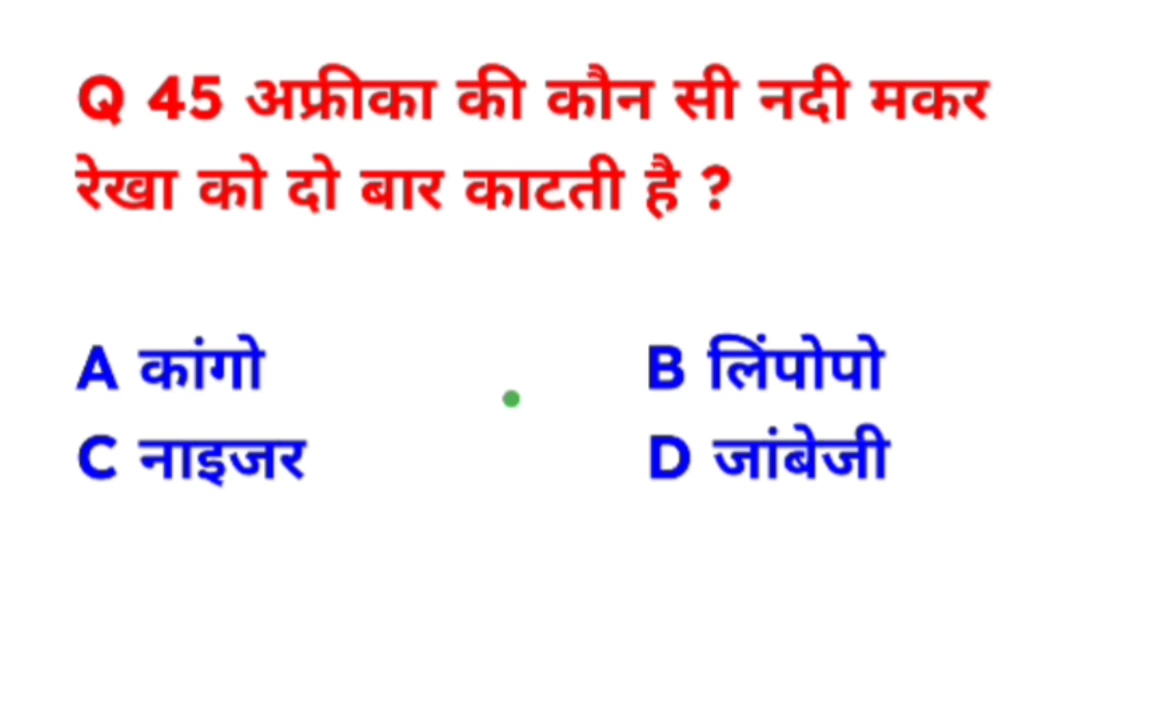 Q 45 अफ्रीका की कौन सी नदी मकर
रेखा को दो बार काटती है ?
A कांगो B लिंपोपो
C नाइजर D जांबेजी